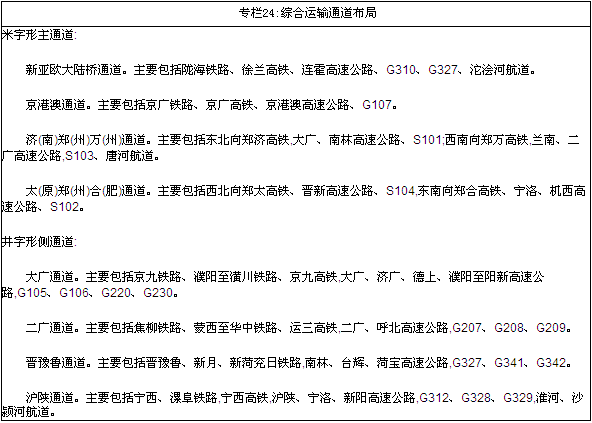 专栏24:综合运输通道布局
米字形主通道:
新亚欧大陆桥通道。主要包括陇海铁路、徐兰高铁、连霍高速公路、G310、G327、沱浍河航道。
京港澳通道。主要包括京广铁路、京广高铁、京港澳高速公路、G107。
济(南)郑(州)万(州)通道。主要包括东北向郑济高铁,大广、南林高速公路、S101;西南向郑万高铁,兰南、二
广高速公路,S103、唐河航道。
太(原)郑(州)合(肥)通道。主要包括西北向郑太高铁、晋新高速公路、S104,东南向郑合高铁、宁洛、机西高
速公路、S102。
井字形侧通道:
大广通道。主要包括京九铁路、濮阳至潢川铁路、京九高铁,大广、济广、德上、濮阳至阳新高速公
路,G105、G106、G220、G230。
二广通道。主要包括焦柳铁路、蒙西至华中铁路、运三高铁,二广、呼北高速公路,G207、G208、G209。
晋豫鲁通道。主要包括晋豫鲁、新月、新菏兖日铁路,南林、台辉、菏宝高速公路,G327、G341、G342。
沪陕通道。主要包括宁西、漯阜铁路,宁西高铁,沪陕、宁洛、新阳高速公路,G312、G328、G329,淮河、沙
颍河航道。